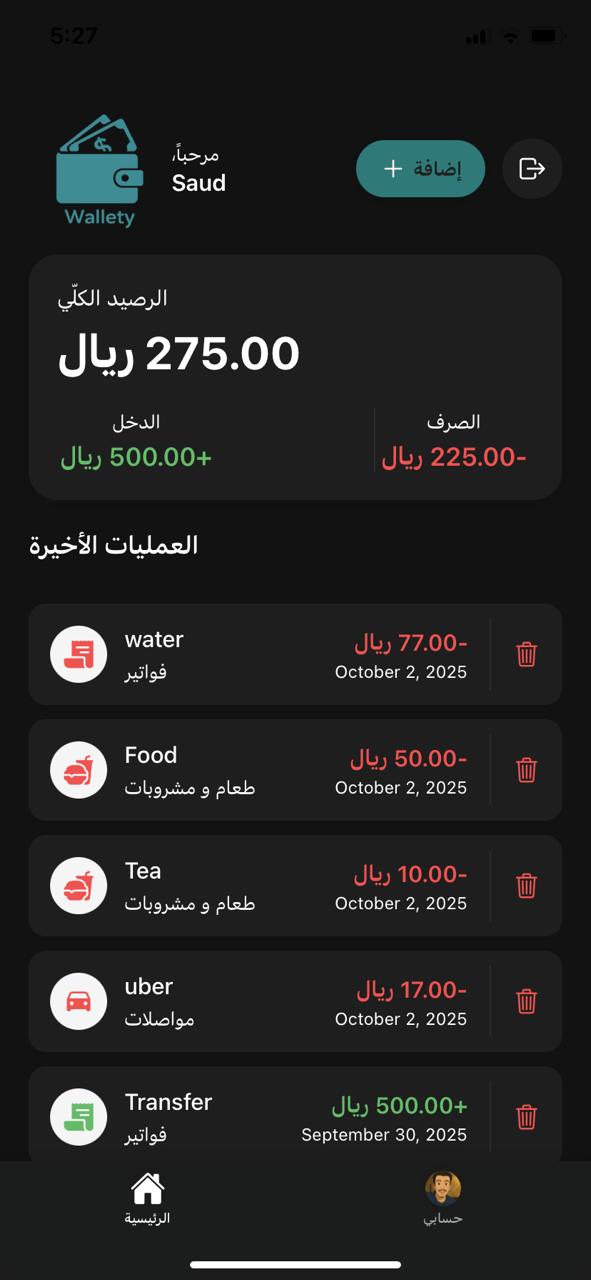 5:27
مرحباً،
Saud
إضافة +
Wallety
الرصيد الكلّي
275.00 ريال
الدخل
+500.00 ريال
الصرف
-225.00 ريال
العمليات الأخيرة
water
فواتير
-77.00 ريال
October 2, 2025
Food
طعام و مشروبات
-50.00 ريال
October 2, 2025
Tea
طعام و مشروبات
-10.00 ريال
October 2, 2025
uber
مواصلات
-17.00 ريال
October 2, 2025
Transfer
فواتير
+500.00 ريال
September 30, 2025
الرئيسية
حسابي